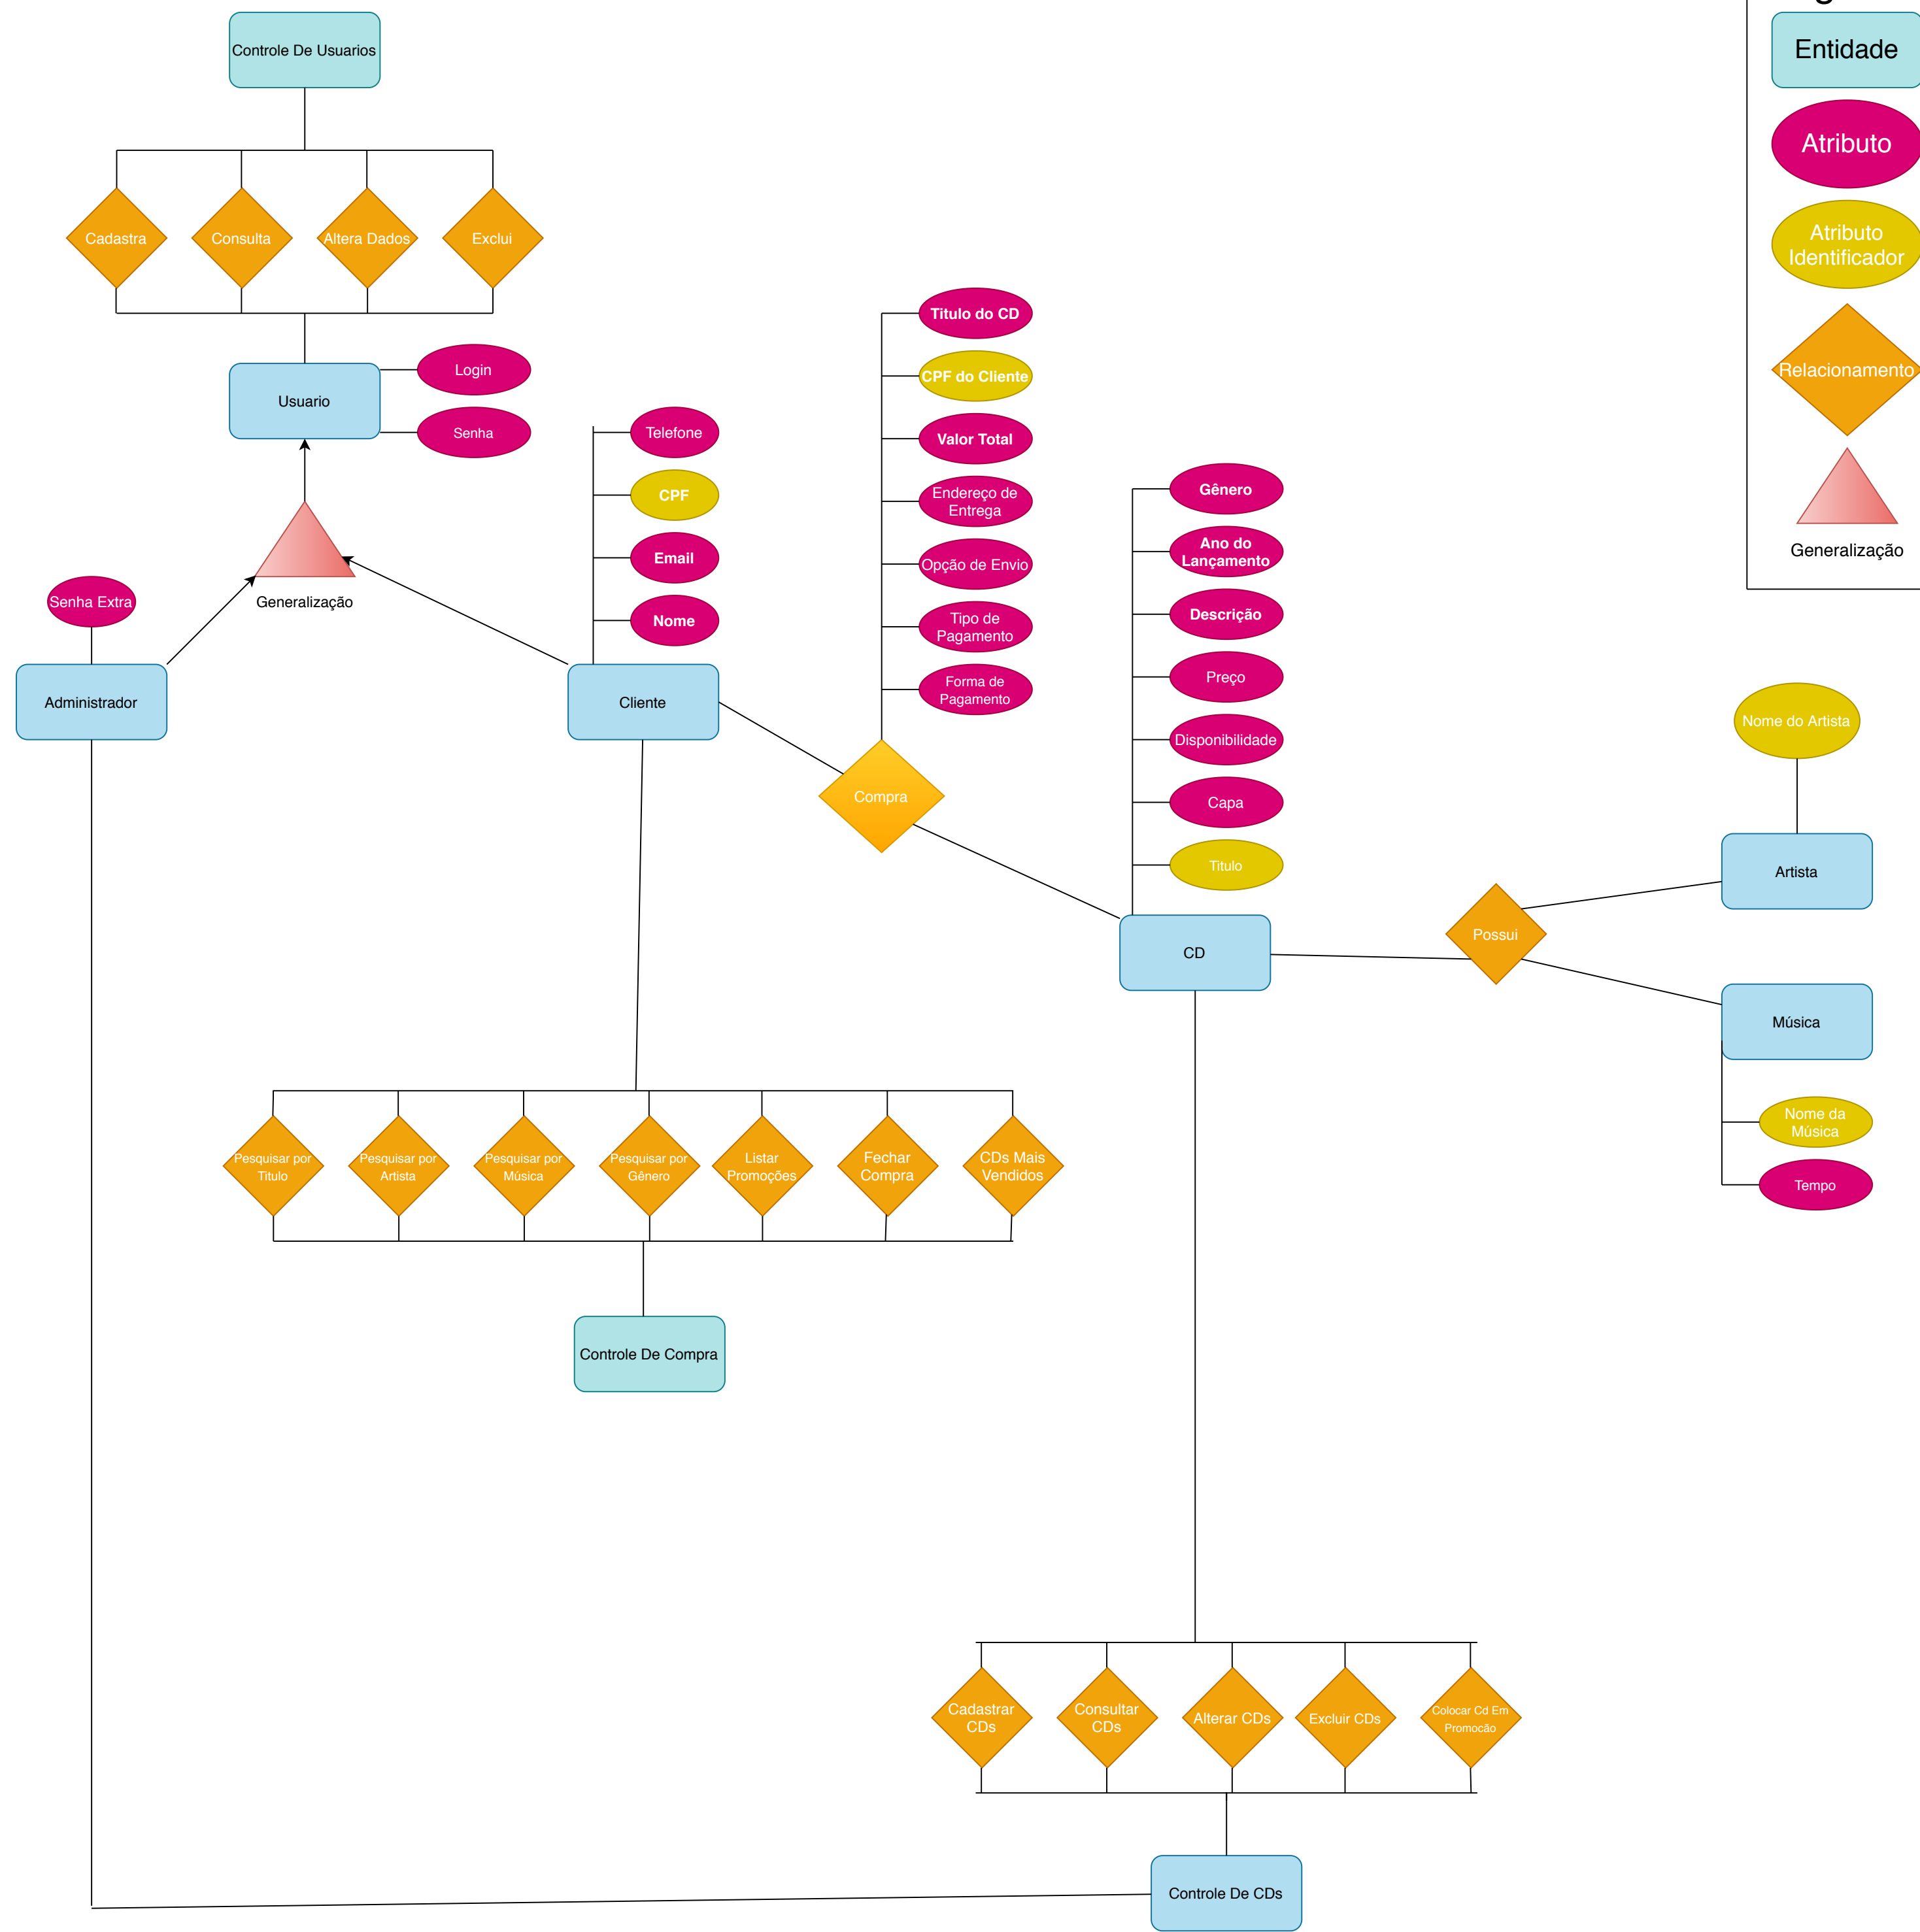 Controle De Usuarios
Cadastra
Consulta
Altera Dados
Exclui
Usuario
Login
Senha
Generalização
Senha Extra
Administrador
Telefone
CPF
Email
Nome
Cliente
Titulo do CD
CPF do Cliente
Valor Total
Endereço de
Entrega
Opção de Envio
Tipo de
Pagamento
Forma de
Pagamento
Compra
Gênero
Ano do
Lançamento
Descrição
Preço
Disponibilidade
Capa
Titulo
CD
Possui
Nome do Artista
Artista
Música
Nome da
Música
Tempo
Pesquisar por
Titulo
Pesquisar por
Artista
Pesquisar por
Música
Pesquisar por
Gênero
Listar
Promoções
Fechar
Compra
CDs Mais
Vendidos
Controle De Compra
Cadastrar
CDs
Consultar
CDs
Alterar CDs
Excluir CDs
Colocar Cd Em
Promocão
Controle De CDs
Entidade
Atributo
Atributo
Identificador
Relacionamento
Generalização